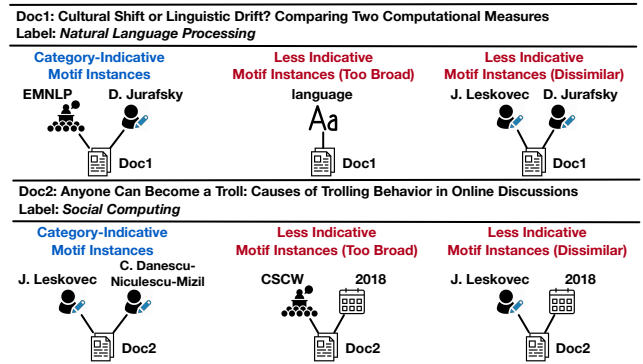 Doc1: Cultural Shift or Linguistic Drift? Comparing Two Computational Measures
Label: Natural Language Processing
Category-Indicative
Motif Instances
Less Indicative
Motif Instances (Too Broad)
Less Indicative
Motif Instances (Dissimilar)
EMNLP D. Jurafsky
language
J. Leskovec D. Jurafsky
Aa
Doc1
Doc1
Doc1
Doc2: Anyone Can Become a Troll: Causes of Trolling Behavior in Online Discussions
Label: Social Computing
Category-Indicative
Motif Instances
Less Indicative
Motif Instances (Too Broad)
Less Indicative
Motif Instances (Dissimilar)
J. Leskovec
C. Danescu-
Niculescu-Mizil
CSCW 2018
J. Leskovec 2018
Doc2
Doc2
Doc2